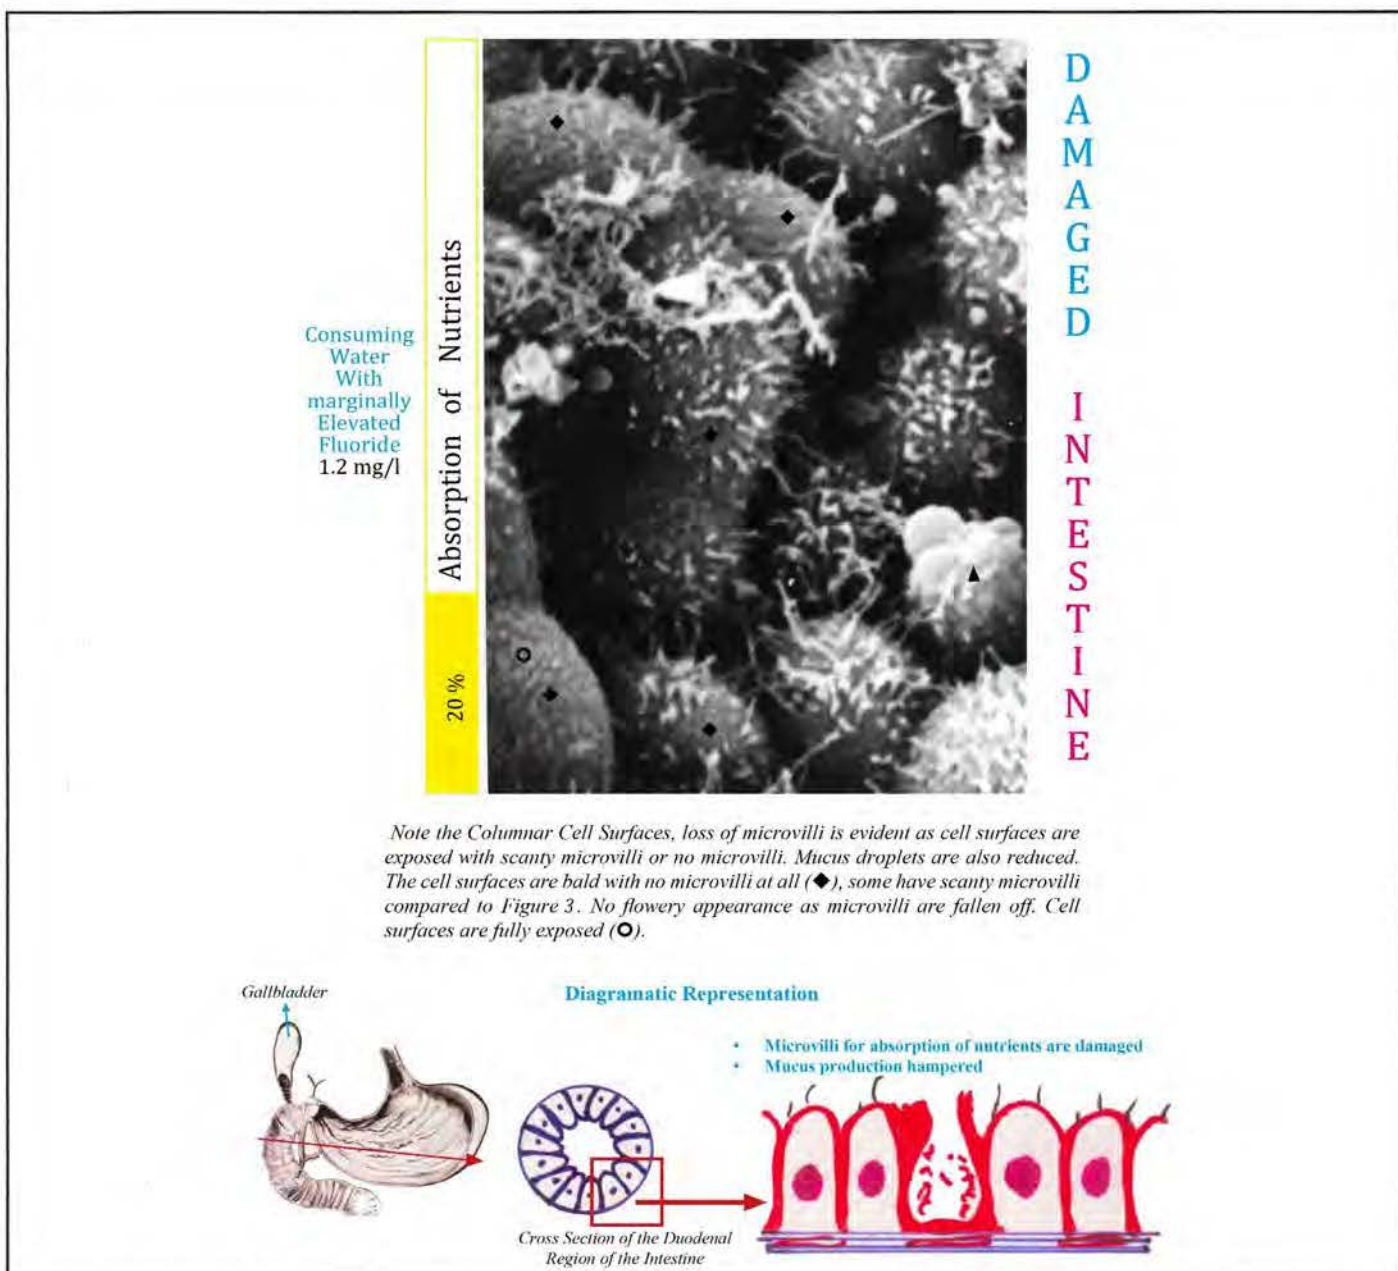 Consuming
Water
With
marginally
Elevated
Fluoride
1.2 mg/l
Absorption of Nutrients
20 %
DAMAGED INTESTINE
Note the Columnar Cell Surfaces, loss of microvilli is evident as cell surfaces are
exposed with scanty microvilli or no microvilli. Mucus droplets are also reduced.
The cell surfaces are bald with no microvilli at all (◆), some have scanty microvilli
compared to Figure 3. No flowery appearance as microvilli are fallen off. Cell
surfaces are fully exposed (O).
Gallbladder
Diagramatic Representation
• Microvilli for absorption of nutrients are damaged
• Mucus production hampered
Cross Section of the Duodenal
Region of the Intestine